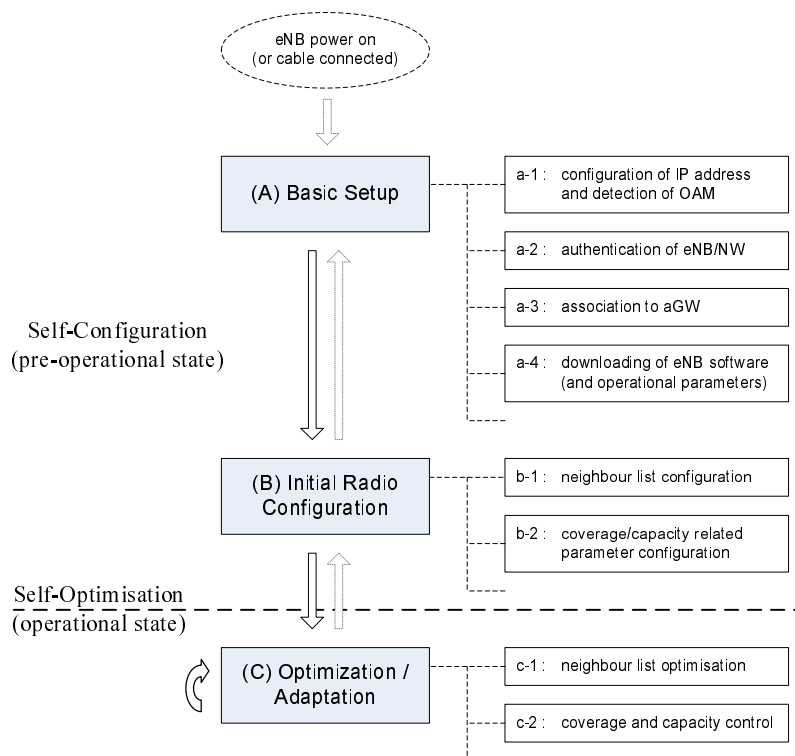 eNB power on
(or cable connected)
(A) Basic Setup
a-1 : configuration of IP address
and detection of OAM
a-2 : authentication of eNB/NW
a-3 : association to aGW
a-4 : downloading of eNB software
(and operational parameters)
Self-Configuration
(pre-operational state)
(B) Initial Radio
Configuration
b-1 : neighbour list configuration
b-2 : coverage/capacity related
parameter configuration
Self-Optimisation
(operational state)
(C) Optimization /
Adaptation
c-1 : neighbour list optimisation
c-2 : coverage and capacity control